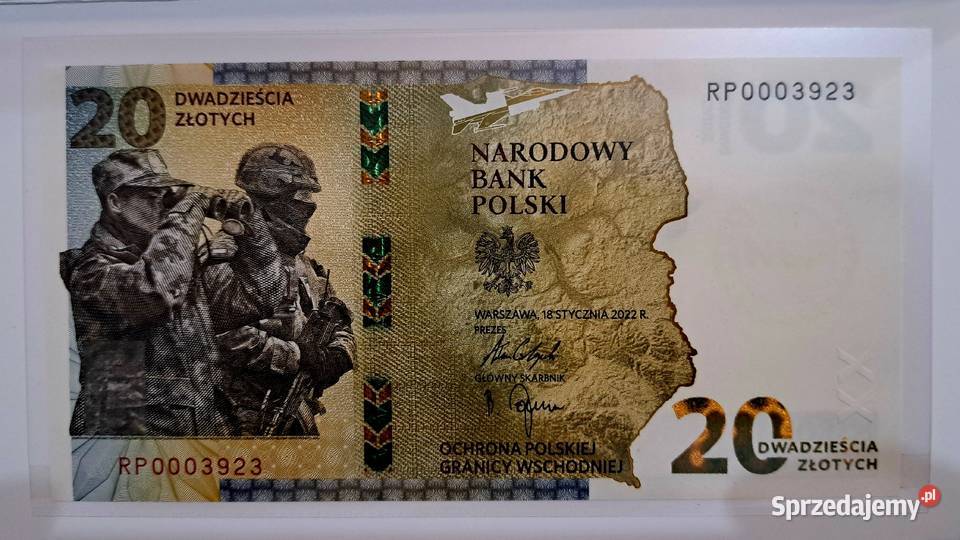 20 DWADZIEŚCIA
ZŁOTYCH
RP0003923
NARODOWY
BANK
POLSKI
WARSZAWA, 18 STYCZNIA 2022 R.
PREZES
GŁÓWNY SKARBNIK
OCHRONA POLSKIEJ
GRANICY WSCHODNIEJ
RP0003923
20 DWADZIEŚCIA
ZŁOTYCH
XX
Sprzedajemy.pl